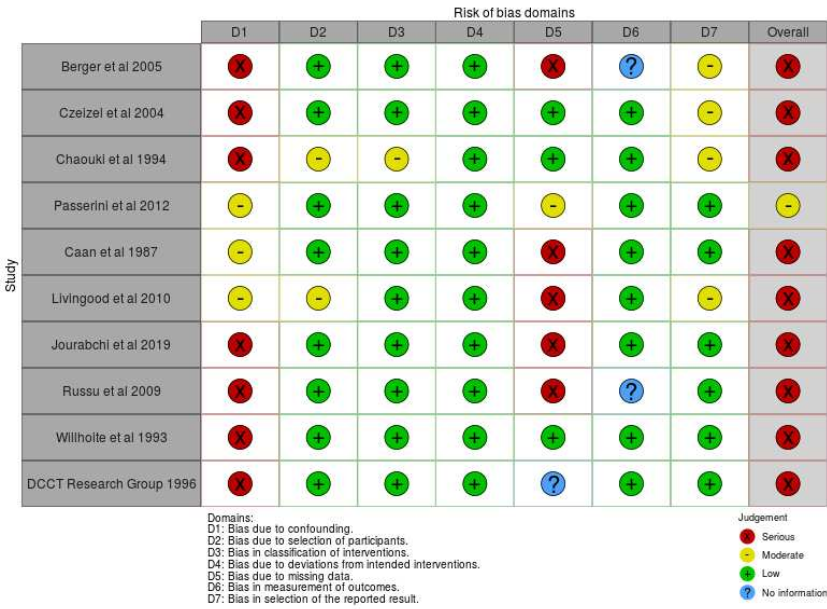 Risk of bias domains
D1 D2 D3 D4 D5 D6 D7 Overall
Study
Berger et al 2005 X + + + X ? - X
Czeizel et al 2004 X + + + + + - X
Chaouki et al 1994 X - - + + + - X
Passerini et al 2012 - + + + - + + -
Caan et al 1987 - + + + X + + X
Livingood et al 2010 - - + + X + - X
Jourabchi et al 2019 X + + + X + + X
Russu et al 2009 X + + + X ? + X
Willhoite et al 1993 X + + + + + + X
DCCT Research Group 1996 X + + + ? + + X
Domains:
D1: Bias due to confounding.
D2: Bias due to selection of participants.
D3: Bias in classification of interventions.
D4: Bias due to deviations from intended interventions.
D5: Bias due to missing data.
D6: Bias in measurement of outcomes.
D7: Bias in selection of the reported result.
Judgement
X Serious
- Moderate
+ Low
? No information